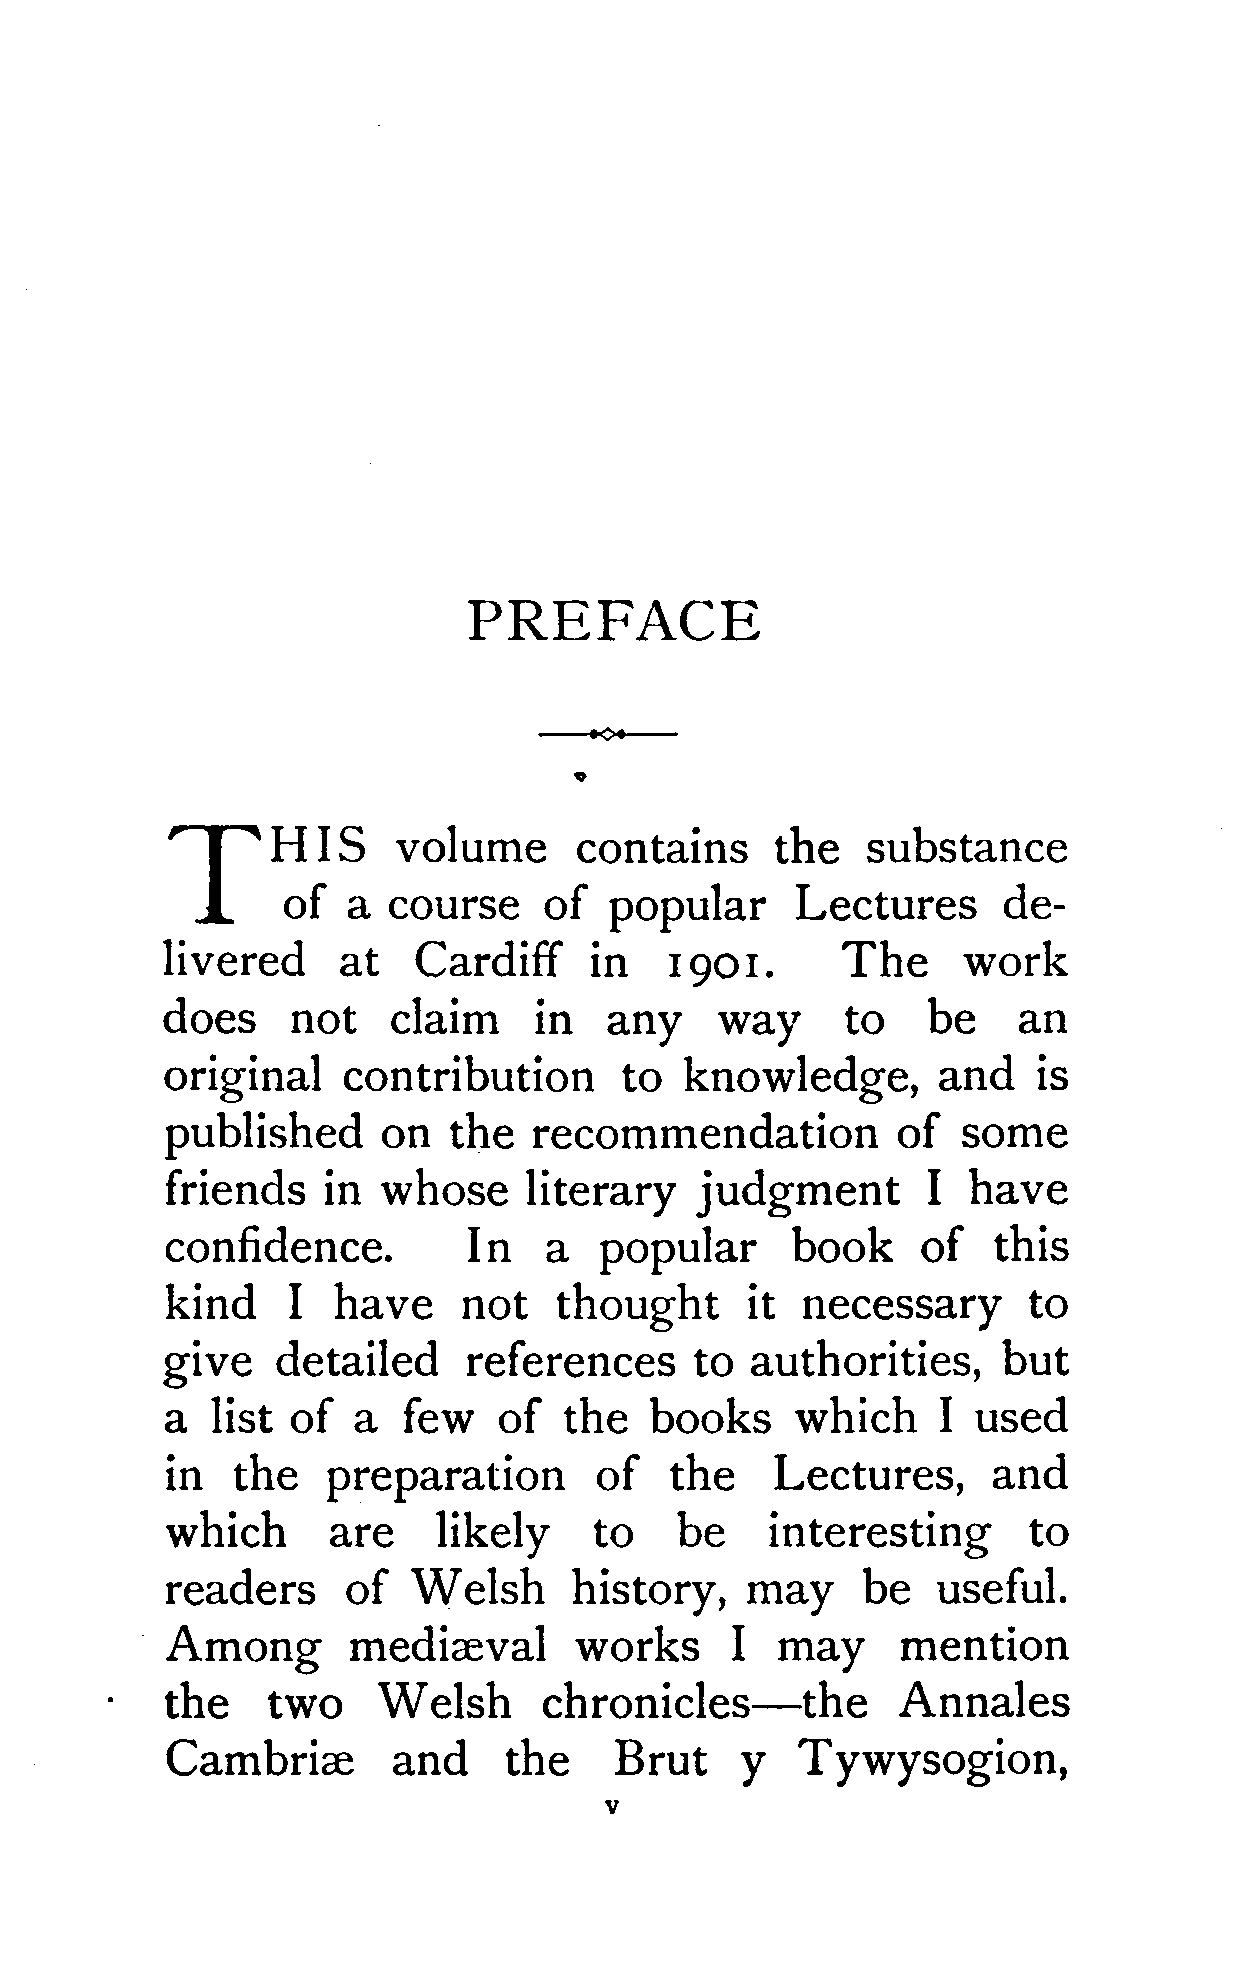 PREFACE
THIS volume contains the substance
of a course of popular Lectures de-
livered at Cardiff in 1901. The work
does not claim in any way to be an
original contribution to knowledge, and is
published on the recommendation of some
friends in whose literary judgment I have
confidence. In a popular book of this
kind I have not thought it necessary to
give detailed references to authorities, but
a list of a few of the books which I used
in the preparation of the Lectures, and
which are likely to be interesting to
readers of Welsh history, may be useful.
Among mediæval works I may mention
the two Welsh chronicles—the Annales
Cambriæ and the Brut y Tywysogion,
v